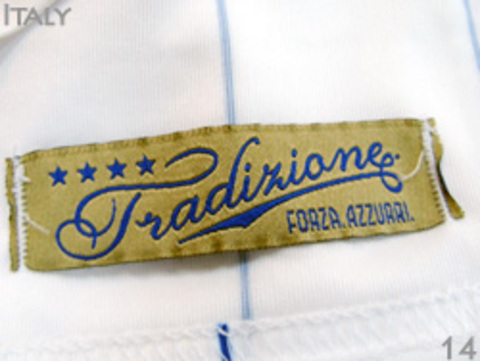 ITALY
★★★★ Tradizione.
FORZA.AZZURRI.
14